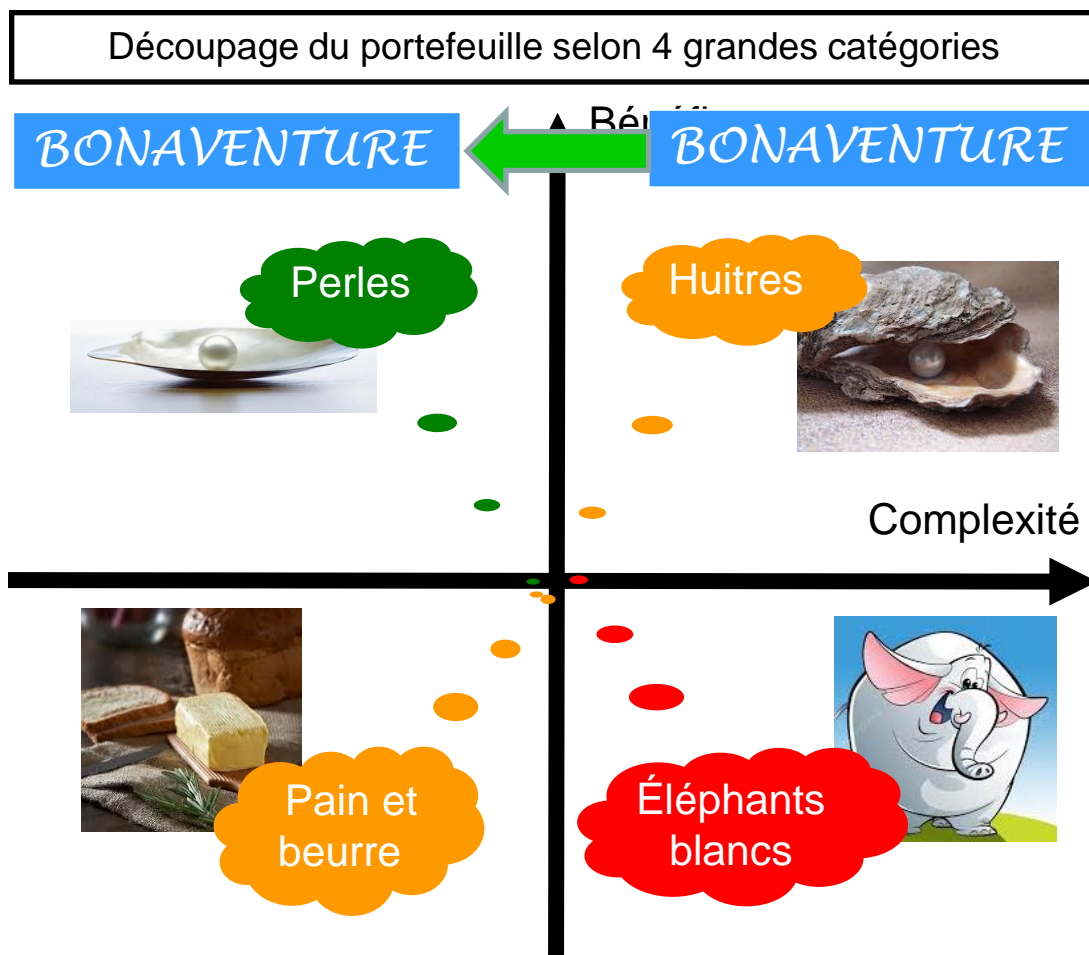 Découpage du portefeuille selon 4 grandes catégories
BONAVENTURE
BONAVENTURE
Perles
Huitres
Complexité
Pain et
beurre
Éléphants
blancs